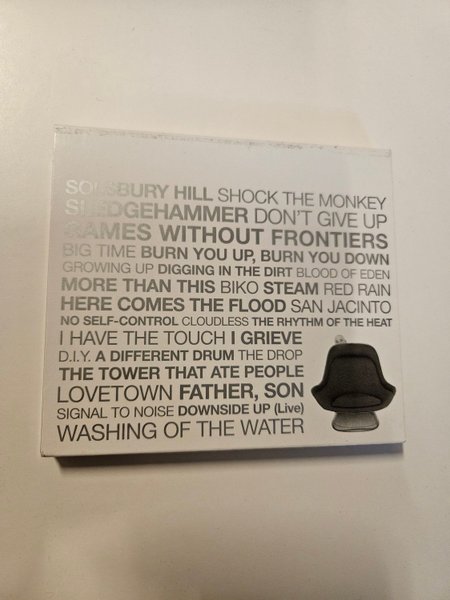 SOLSBURY HILL SHOCK THE MONKEY
SLEDGEHAMMER DON'T GIVE UP
GAMES WITHOUT FRONTIERS
BIG TIME BURN YOU UP, BURN YOU DOWN
GROWING UP DIGGING IN THE DIRT BLOOD OF EDEN
MORE THAN THIS BIKO STEAM RED RAIN
HERE COMES THE FLOOD SAN JACINTO
NO SELF-CONTROL CLOUDLESS THE RHYTHM OF THE HEAT
I HAVE THE TOUCH I GRIEVE
D.I.Y. A DIFFERENT DRUM THE DROP
THE TOWER THAT ATE PEOPLE
LOVETOWN FATHER, SON
SIGNAL TO NOISE DOWNSIDE UP (Live)
WASHING OF THE WATER